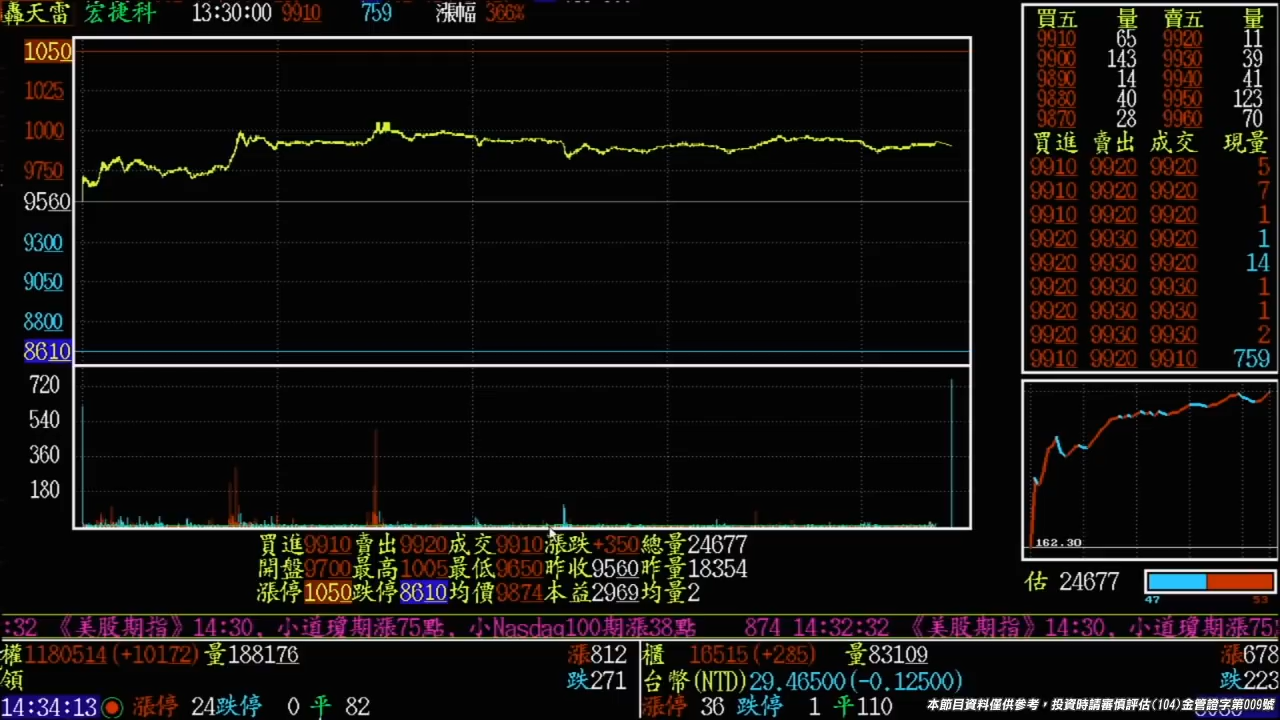 轟天雷 宏捷科 13:30:00 9910 759 漲幅 366%
1050
1025
1000
9750
9560
9300
9050
8800
8610
720
540
360
180
買五 量 賣五 量
9910 65 9920 11
9900 143 9930 39
9890 14 9940 41
9880 40 9950 123
9870 28 9960 70
買進 賣出 成交 現量
9910 9920 9920 5
9910 9920 9920 7
9910 9920 9920 1
9920 9930 9920 1
9920 9930 9920 14
9920 9930 9930 1
9920 9930 9930 1
9920 9930 9930 2
9910 9920 9910 759
162.30
估 24677
47 53
買進9910賣出9920成交9910漲跌+350總量24677
開盤9700最高1005最低9650昨收9560昨量18354
漲停1050跌停8610均價9874本益2969均量2
:32 《美股期指》14:30, 小道瓊期漲75點, 小Nasdaq100期漲38點 874 14:32:32 《美股期指》14:30, 小道瓊期漲75
權1180514(+10172)量188176 漲812 櫃 16515(+285) 量83109 漲678
領 跌271 台幣(NTD)29.46500(-0.12500) 跌223
14:34:13 漲停 24跌停 0 平 82 漲停 36 跌停 1 平110
本節目資料僅供參考，投資時請審慎評估(104)金管證字第009號